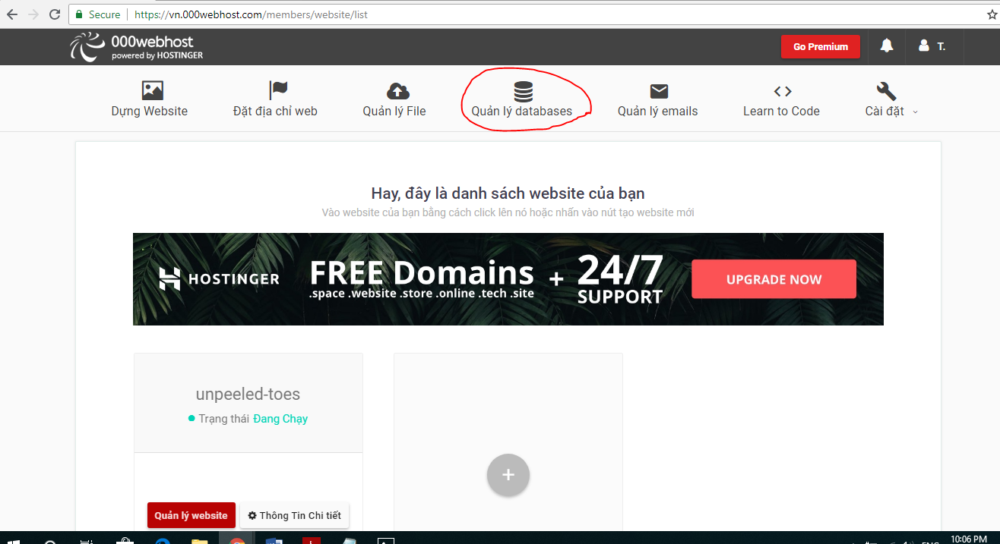 Secure https://vn.000webhost.com/members/website/list
000webhost
powered by HOSTINGER
Go Premium
T.
Dựng Website
Đặt địa chỉ web
Quản lý File
Quản lý databases
Quản lý emails
Learn to Code
Cài đặt
Hay, đây là danh sách website của bạn
Vào website của bạn bằng cách click lên nó hoặc nhấn vào nút tạo website mới
HOSTINGER
FREE Domains
.space .website .store .online .tech .site
+
24/7
SUPPORT
UPGRADE NOW
unpeeled-toes
Trạng thái Đang Chạy
+
Quản lý website
Thông Tin Chi tiết
10:06 PM